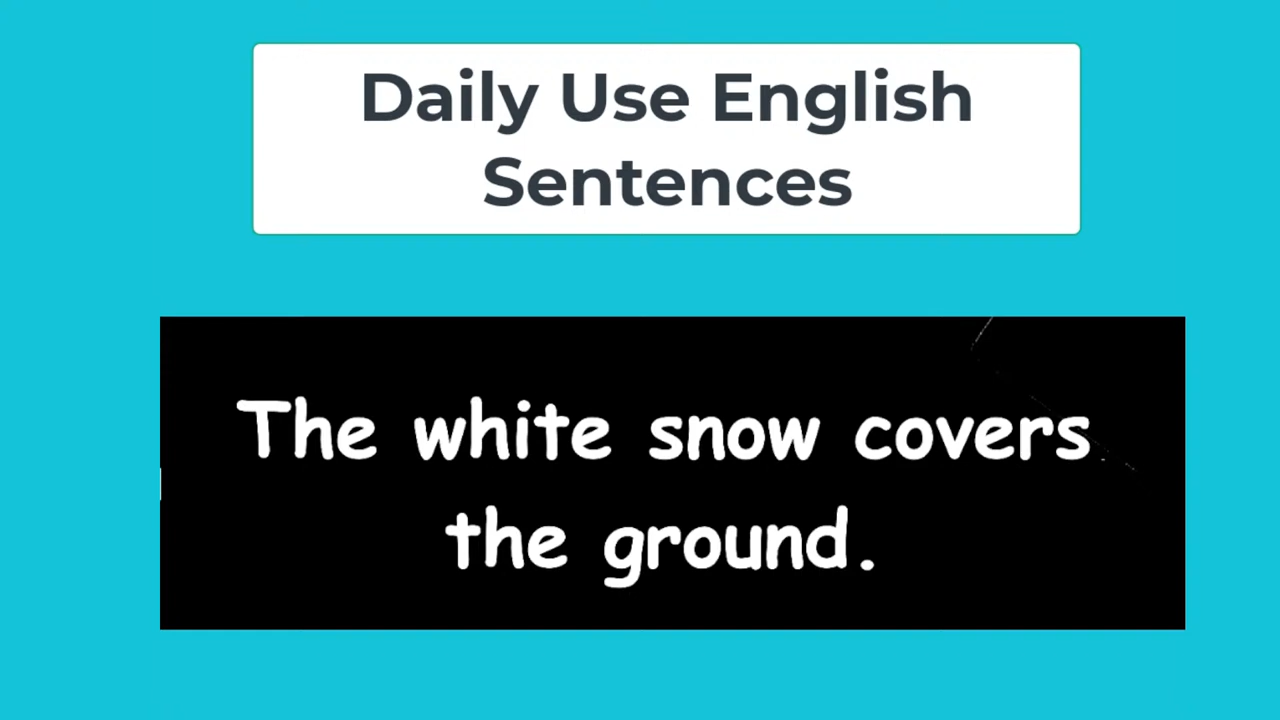 Daily Use English
Sentences
The white snow covers
the ground.